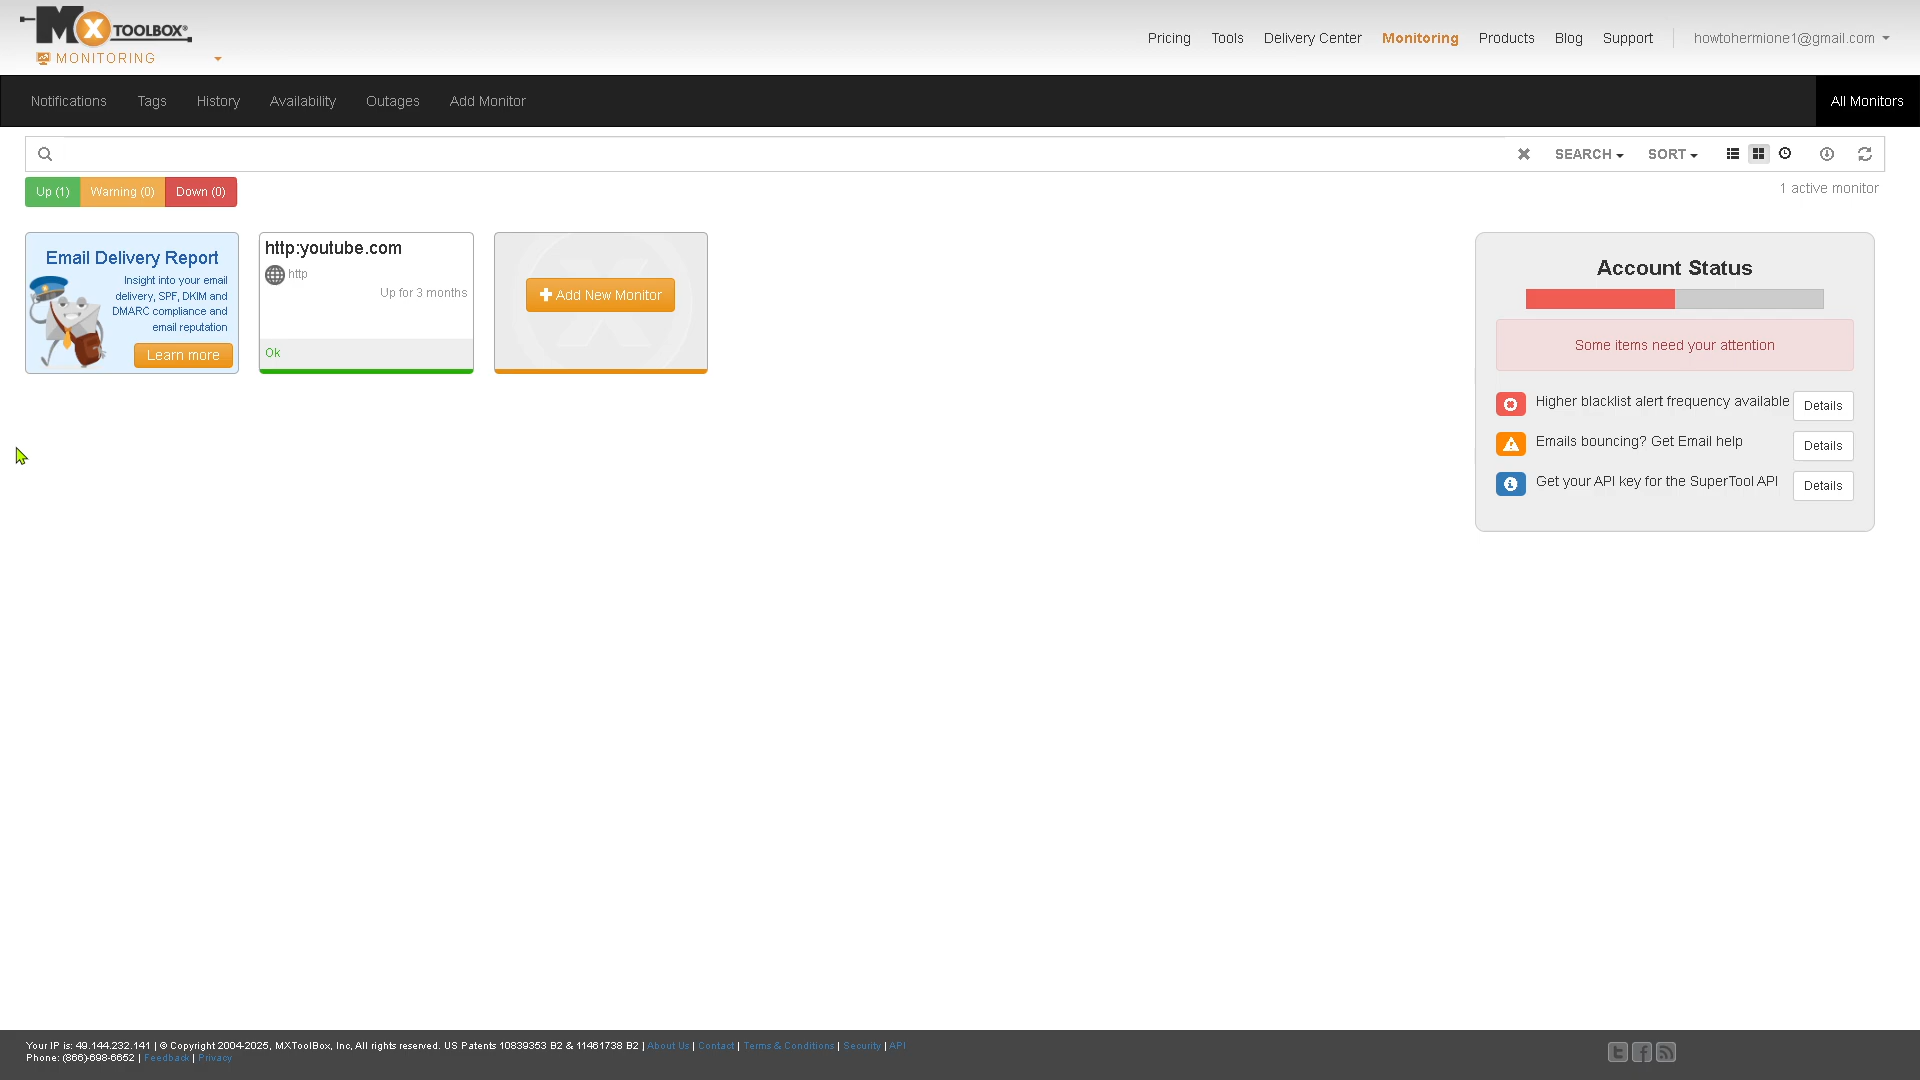 MX TOOLBOX®
MONITORING
Pricing Tools Delivery Center Monitoring Products Blog Support howtohermione1@gmail.com
Notifications Tags History Availability Outages Add Monitor All Monitors
SEARCH SORT
Up (1) Warning (0) Down (0) 1 active monitor
Email Delivery Report
Insight into your email
delivery, SPF, DKIM and
DMARC compliance and
email reputation
Learn more
http:youtube.com
http
Up for 3 months
Ok
Add New Monitor
Account Status
Some items need your attention
Higher blacklist alert frequency available Details
Emails bouncing? Get Email help Details
Get your API key for the SuperTool API Details
Your IP is: 49.144.232.141 | © Copyright 2004-2025, MXToolBox, Inc, All rights reserved. US Patents 10839353 B2 & 11461738 B2 | About Us | Contact | Terms & Conditions | Security | API
Phone: (866)-698-6652 | Feedback | Privacy